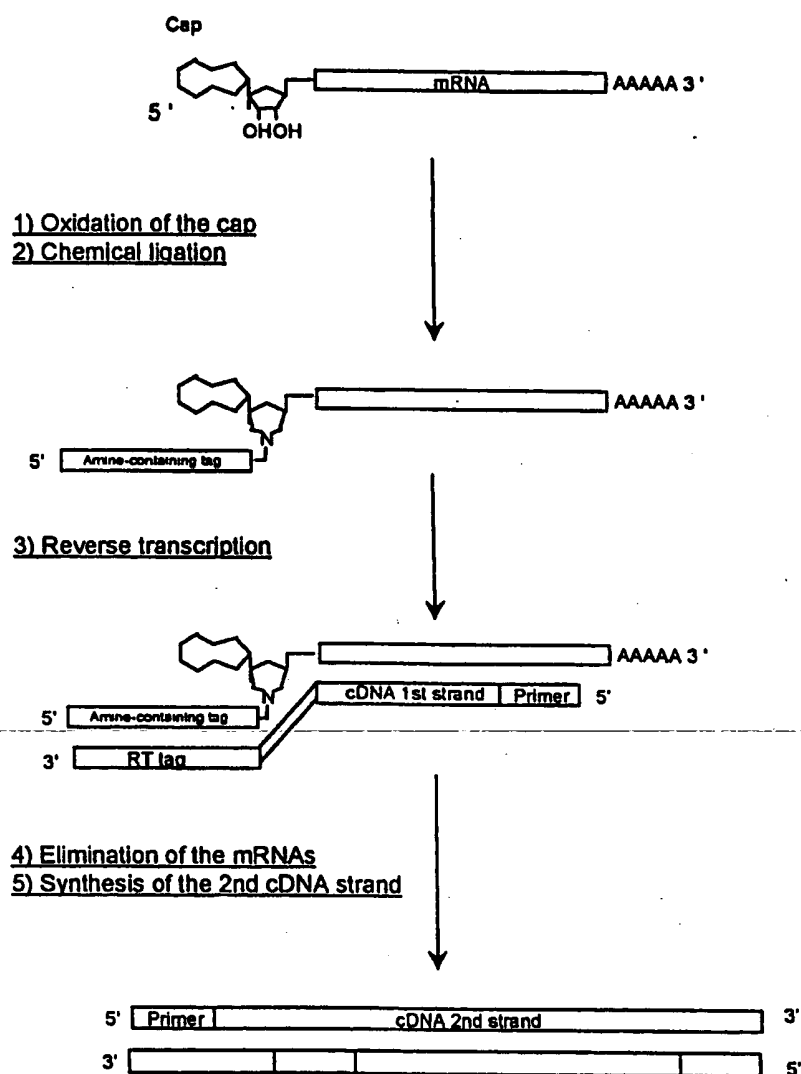 Cap
mRNA AAAAA 3 '
5 '
OHOH
1) Oxidation of the cap
2) Chemical ligation
AAAAA 3 '
5' Amine-containing tag
N
3) Reverse transcription
AAAAA 3 '
cDNA 1st strand Primer 5'
N
5' Amine-containing tag
3' RT tag
4) Elimination of the mRNAs
5) Synthesis of the 2nd cDNA strand
5' Primer cDNA 2nd strand 3'
3' 5'